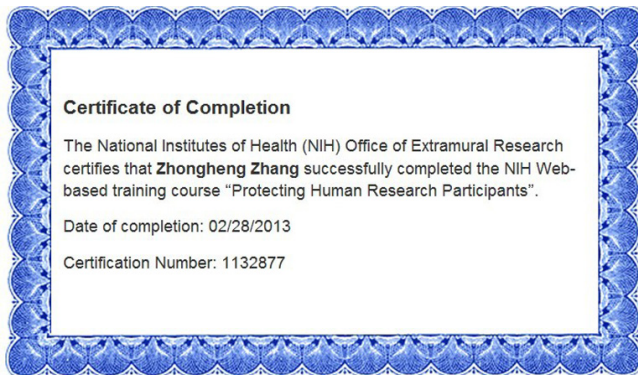 Certificate of Completion
The National Institutes of Health (NIH) Office of Extramural Research
certifies that Zhongheng Zhang successfully completed the NIH Web-
based training course “Protecting Human Research Participants”.
Date of completion: 02/28/2013
Certification Number: 1132877